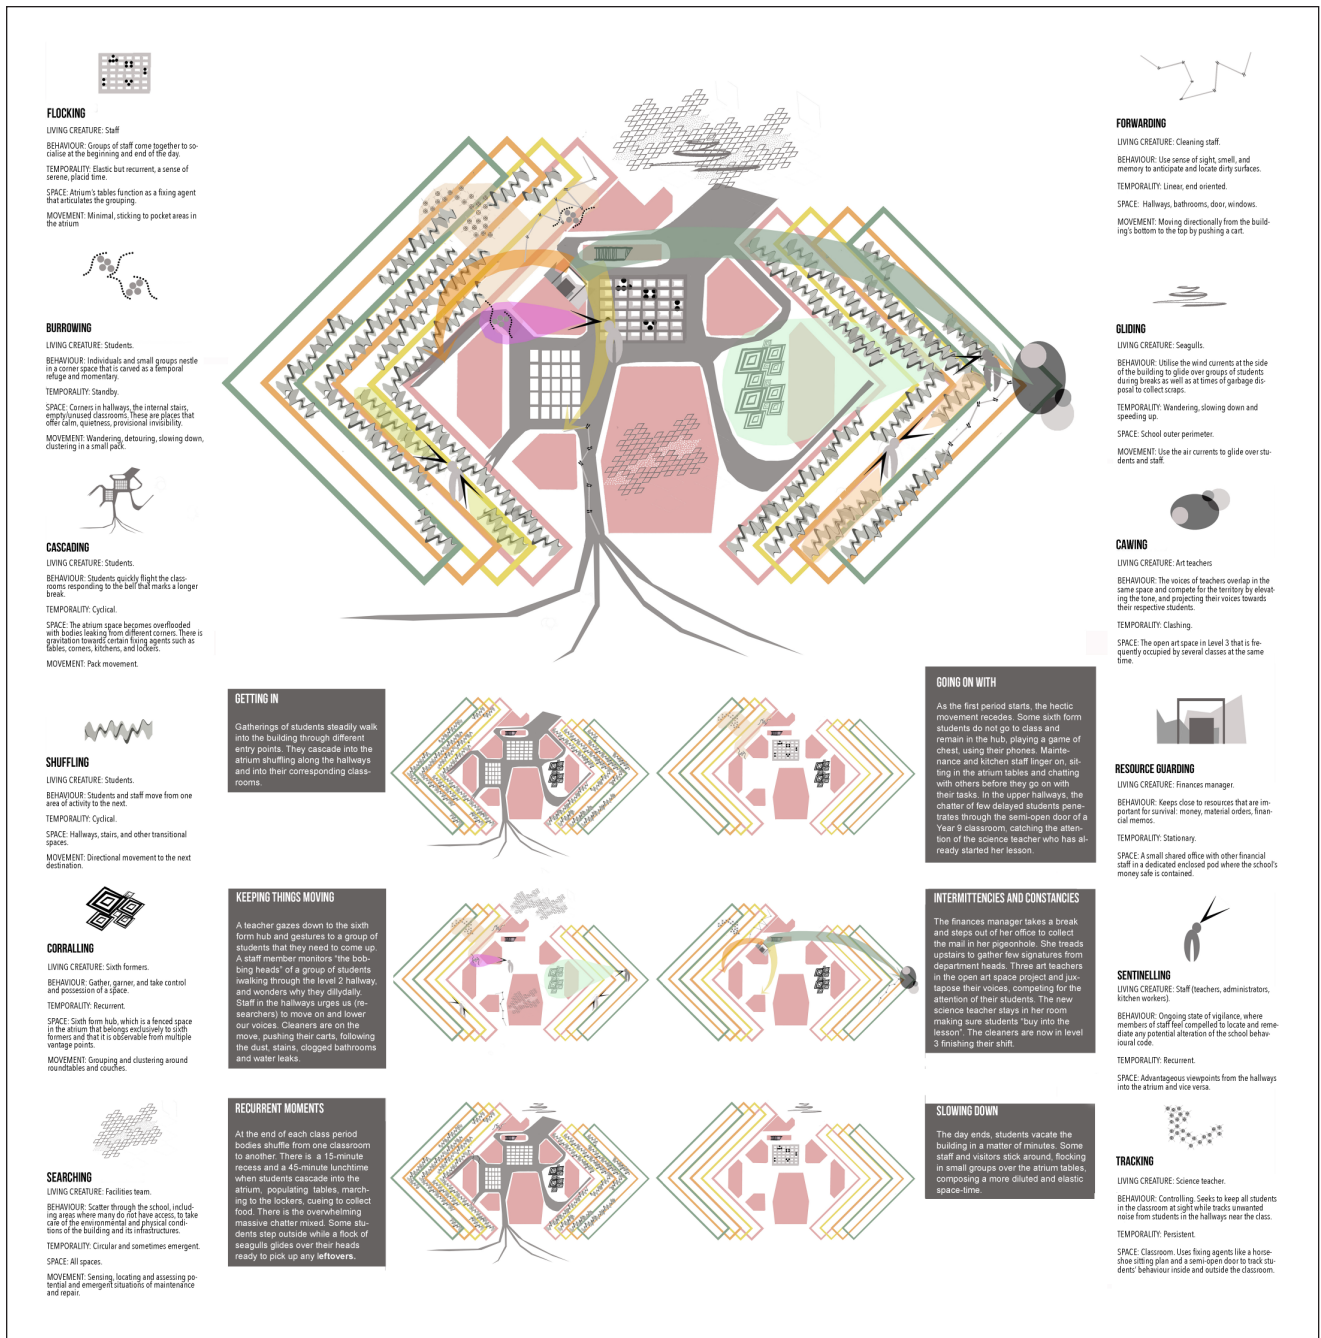 FLOCKING
LIVING CREATURE: Staff
BEHAVIOUR: Groups of staff come together to so-
cialise at the beginning and end of the day.
TEMPORALITY: Elastic but recurrent, a sense of
serene, placid time.
SPACE: Atrium's tables function as a fixing agent
that articulates the grouping.
MOVEMENT: Minimal, sticking to pocket areas in
the atrium
BURROWING
LIVING CREATURE: Students.
BEHAVIOUR: Individuals and small groups nestle
in a corner space that is carved as a temporal
refuge and momentary.
TEMPORALITY: Standby.
SPACE: Corners in hallways, the internal stairs,
empty/unused classrooms. These are places that
offer calm, quietness, provisional invisibility.
MOVEMENT: Wandering, detouring, slowing down,
clustering in a small pack.
CASCADING
LIVING CREATURE: Students.
BEHAVIOUR: Students quickly flight the class-
rooms responding to the bell that marks a longer
break.
TEMPORALITY: Cyclical.
SPACE: The atrium space becomes overflooded
with bodies leaking from different corners. There is
gravitation towards certain fixing agents such as
tables, corners, kitchens, and lockers.
MOVEMENT: Pack movement.
SHUFFLING
LIVING CREATURE: Students.
BEHAVIOUR: Students and staff move from one
area of activity to the next.
TEMPORALITY: Cyclical.
SPACE: Hallways, stairs, and other transitional
spaces.
MOVEMENT: Directional movement to the next
destination.
CORRALLING
LIVING CREATURE: Sixth formers.
BEHAVIOUR: Gather, garner, and take control
and possession of a space.
TEMPORALITY: Recurrent.
SPACE: Sixth form hub, which is a fenced space
in the atrium that belongs exclusively to sixth
formers and that it is observable from multiple
vantage points.
MOVEMENT: Grouping and clustering around
roundtables and couches.
SEARCHING
LIVING CREATURE: Facilities team.
BEHAVIOUR: Scatter through the school, includ-
ing areas where many do not have access, to take
care of the environmental and physical condi-
tions of the building and its infrastructures.
TEMPORALITY: Circular and sometimes emergent.
SPACE: All spaces.
MOVEMENT: Sensing, locating and assessing po-
tential and emergent situations of maintenance
and repair.
GETTING IN
Gatherings of students steadily walk
into the building through different
entry points. They cascade into the
atrium shuffling along the hallways
and into their corresponding class-
rooms.
KEEPING THINGS MOVING
A teacher gazes down to the sixth
form hub and gestures to a group of
students that they need to come up.
A staff member monitors "the bob-
bing heads" of a group of students
iwalking through the level 2 hallway,
and wonders why they dillydally.
Staff in the hallways urges us (re-
searchers) to move on and lower
our voices. Cleaners are on the
move, pushing their carts, following
the dust, stains, clogged bathrooms
and water leaks.
RECURRENT MOMENTS
At the end of each class period
bodies shuffle from one classroom
to another. There is a 15-minute
recess and a 45-minute lunchtime
when students cascade into the
atrium, populating tables, march-
ing to the lockers, cueing to collect
food. There is the overwhelming
massive chatter mixed. Some stu-
dents step outside while a flock of
seagulls glides over their heads
ready to pick up any leftovers.
GOING ON WITH
As the first period starts, the hectic
movement recedes. Some sixth form
students do not go to class and
remain in the hub, playing a game of
chest, using their phones. Mainte-
nance and kitchen staff linger on, sit-
ting in the atrium tables and chatting
with others before they go on with
their tasks. In the upper hallways, the
chatter of few delayed students pene-
trates through the semi-open door of a
Year 9 classroom, catching the atten-
tion of the science teacher who has al-
ready started her lesson.
INTERMITTENCIES AND CONSTANCIES
The finances manager takes a break
and steps out of her office to collect
the mail in her pigeonhole. She treads
upstairs to gather few signatures from
department heads. Three art teachers
in the open art space project and jux-
tapose their voices, competing for the
attention of their students. The new
science teacher stays in her room
making sure students "buy into the
lesson". The cleaners are now in level
3 finishing their shift.
SLOWING DOWN
The day ends, students vacate the
building in a matter of minutes. Some
staff and visitors stick around, flocking
in small groups over the atrium tables,
composing a more diluted and elastic
space-time.
FORWARDING
LIVING CREATURE: Cleaning staff.
BEHAVIOUR: Use sense of sight, smell, and
memory to anticipate and locate dirty surfaces.
TEMPORALITY: Linear, end oriented.
SPACE: Hallways, bathrooms, door, windows.
MOVEMENT: Moving directionally from the build-
ing's bottom to the top by pushing a cart.
GLIDING
LIVING CREATURE: Seagulls.
BEHAVIOUR: Utilise the wind currents at the side
of the building to glide over groups of students
during breaks as well as at times of garbage dis-
posal to collect scraps.
TEMPORALITY: Wandering, slowing down and
speeding up.
SPACE: School outer perimeter.
MOVEMENT: Use the air currents to glide over stu-
dents and staff.
CAWING
LIVING CREATURE: Art teachers
BEHAVIOUR: The voices of teachers overlap in the
same space and compete for the territory by elevat-
ing the tone, and projecting their voices towards
their respective students.
TEMPORALITY: Clashing.
SPACE: The open art space in Level 3 that is fre-
quently occupied by several classes at the same
time.
RESOURCE GUARDING
LIVING CREATURE: Finances manager.
BEHAVIOUR: Keeps close to resources that are im-
portant for survival: money, material orders, finan-
cial memos.
TEMPORALITY: Stationary.
SPACE: A small shared office with other financial
staff in a dedicated enclosed pod where the school's
money safe is contained.
SENTINELLING
LIVING CREATURE: Staff (teachers, administrators,
kitchen workers).
BEHAVIOUR: Ongoing state of vigilance, where
members of staff feel compelled to locate and reme-
diate any potential alteration of the school behav-
ioural code.
TEMPORALITY: Recurrent.
SPACE: Advantageous viewpoints from the hallways
into the atrium and vice versa.
TRACKING
LIVING CREATURE: Science teacher.
BEHAVIOUR: Controlling. Seeks to keep all students
in the classroom at sight while tracks unwanted
noise from students in the hallways near the class.
TEMPORALITY: Persistent.
SPACE: Classroom. Uses fixing agents like a horse-
shoe sitting plan and a semi-open door to track stu-
dents' behaviour inside and outside the classroom.